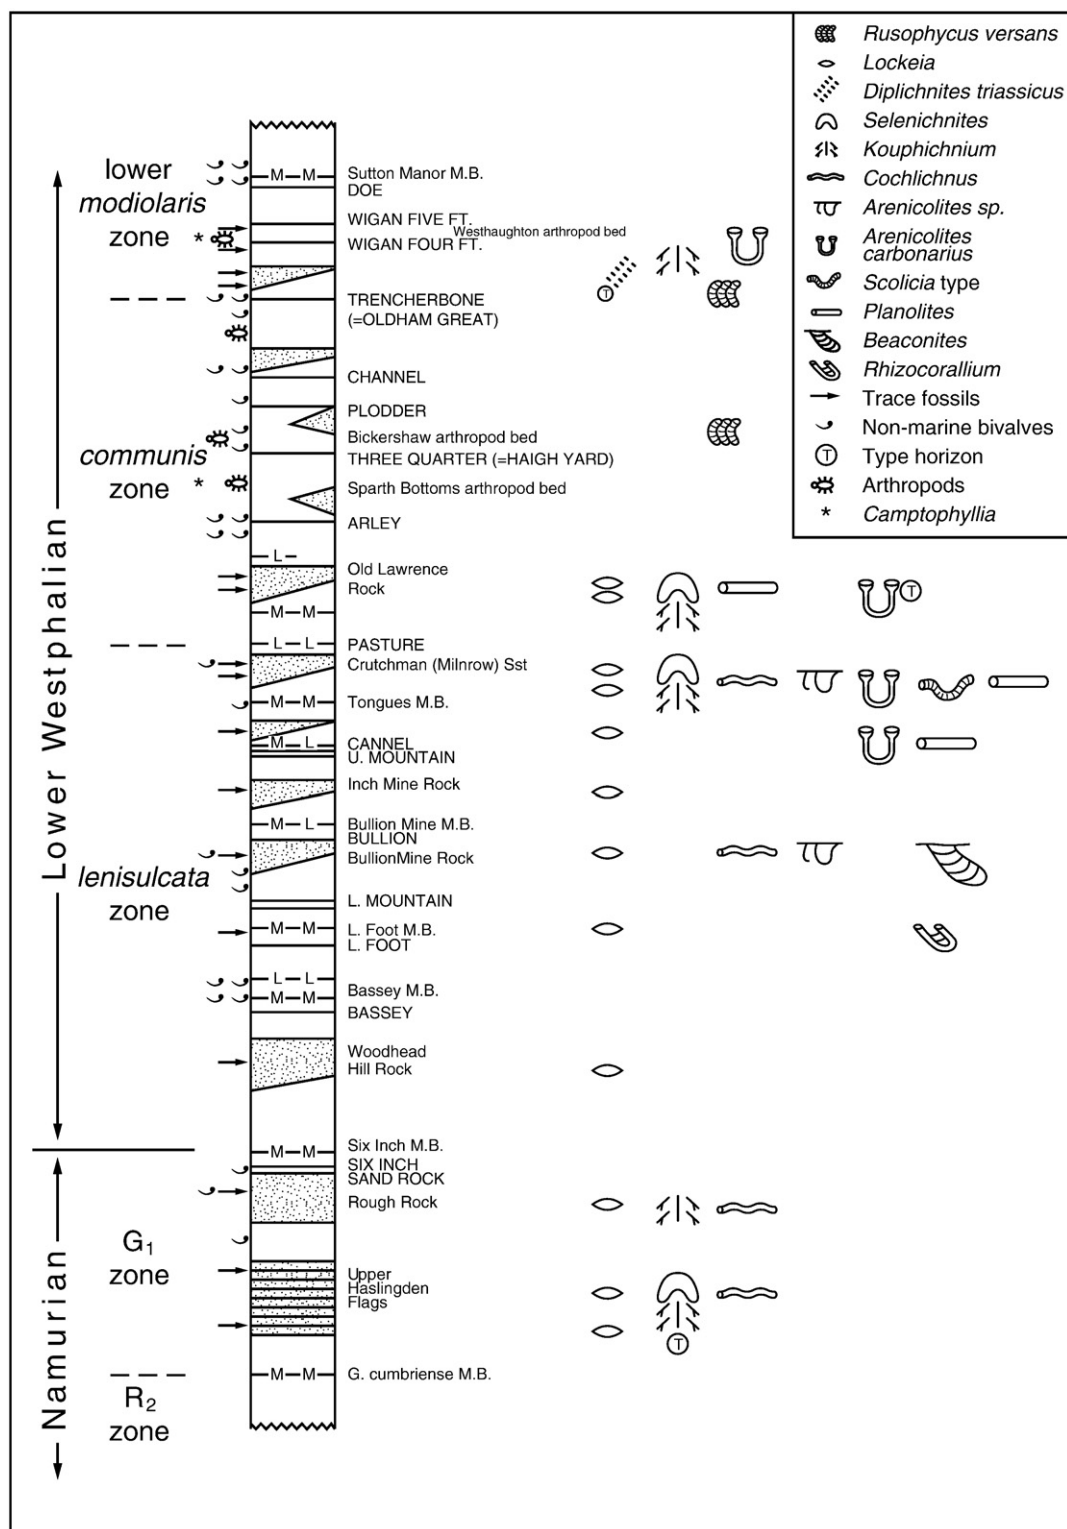 Rusophycus versans
Lockeia
Diplichnites triassicus
Selenichnites
Kouphichnium
Cochlichnus
Arenicolites sp.
Arenicolites
carbonarius
Scolicia type
Planolites
Beaconites
Rhizocorallium
Trace fossils
Non-marine bivalves
T Type horizon
Arthropods
* Camptophyllia
Lower Westphalian
Namurian
lower
modiolaris
zone
*
communis
zone
*
lenisulcata
zone
G1
zone
R2
zone
M M Sutton Manor M.B.
DOE
WIGAN FIVE FT.
Westhaughton arthropod bed
WIGAN FOUR FT.
T
TRENCHERBONE
(=OLDHAM GREAT)
CHANNEL
PLODDER
Bickershaw arthropod bed
THREE QUARTER (=HAIGH YARD)
Sparth Bottoms arthropod bed
ARLEY
L
Old Lawrence
Rock
T
M M
L L PASTURE
Crutchman (Milnrow) Sst
M M Tongues M.B.
M L CANNEL
U. MOUNTAIN
Inch Mine Rock
M L Bullion Mine M.B.
BULLION
BullionMine Rock
L. MOUNTAIN
M M L. Foot M.B.
L. FOOT
L L
M M Bassey M.B.
BASSEY
Woodhead
Hill Rock
M M Six Inch M.B.
SIX INCH
SAND ROCK
Rough Rock
Upper
Haslingden
Flags
T
M M G. cumbriense M.B.